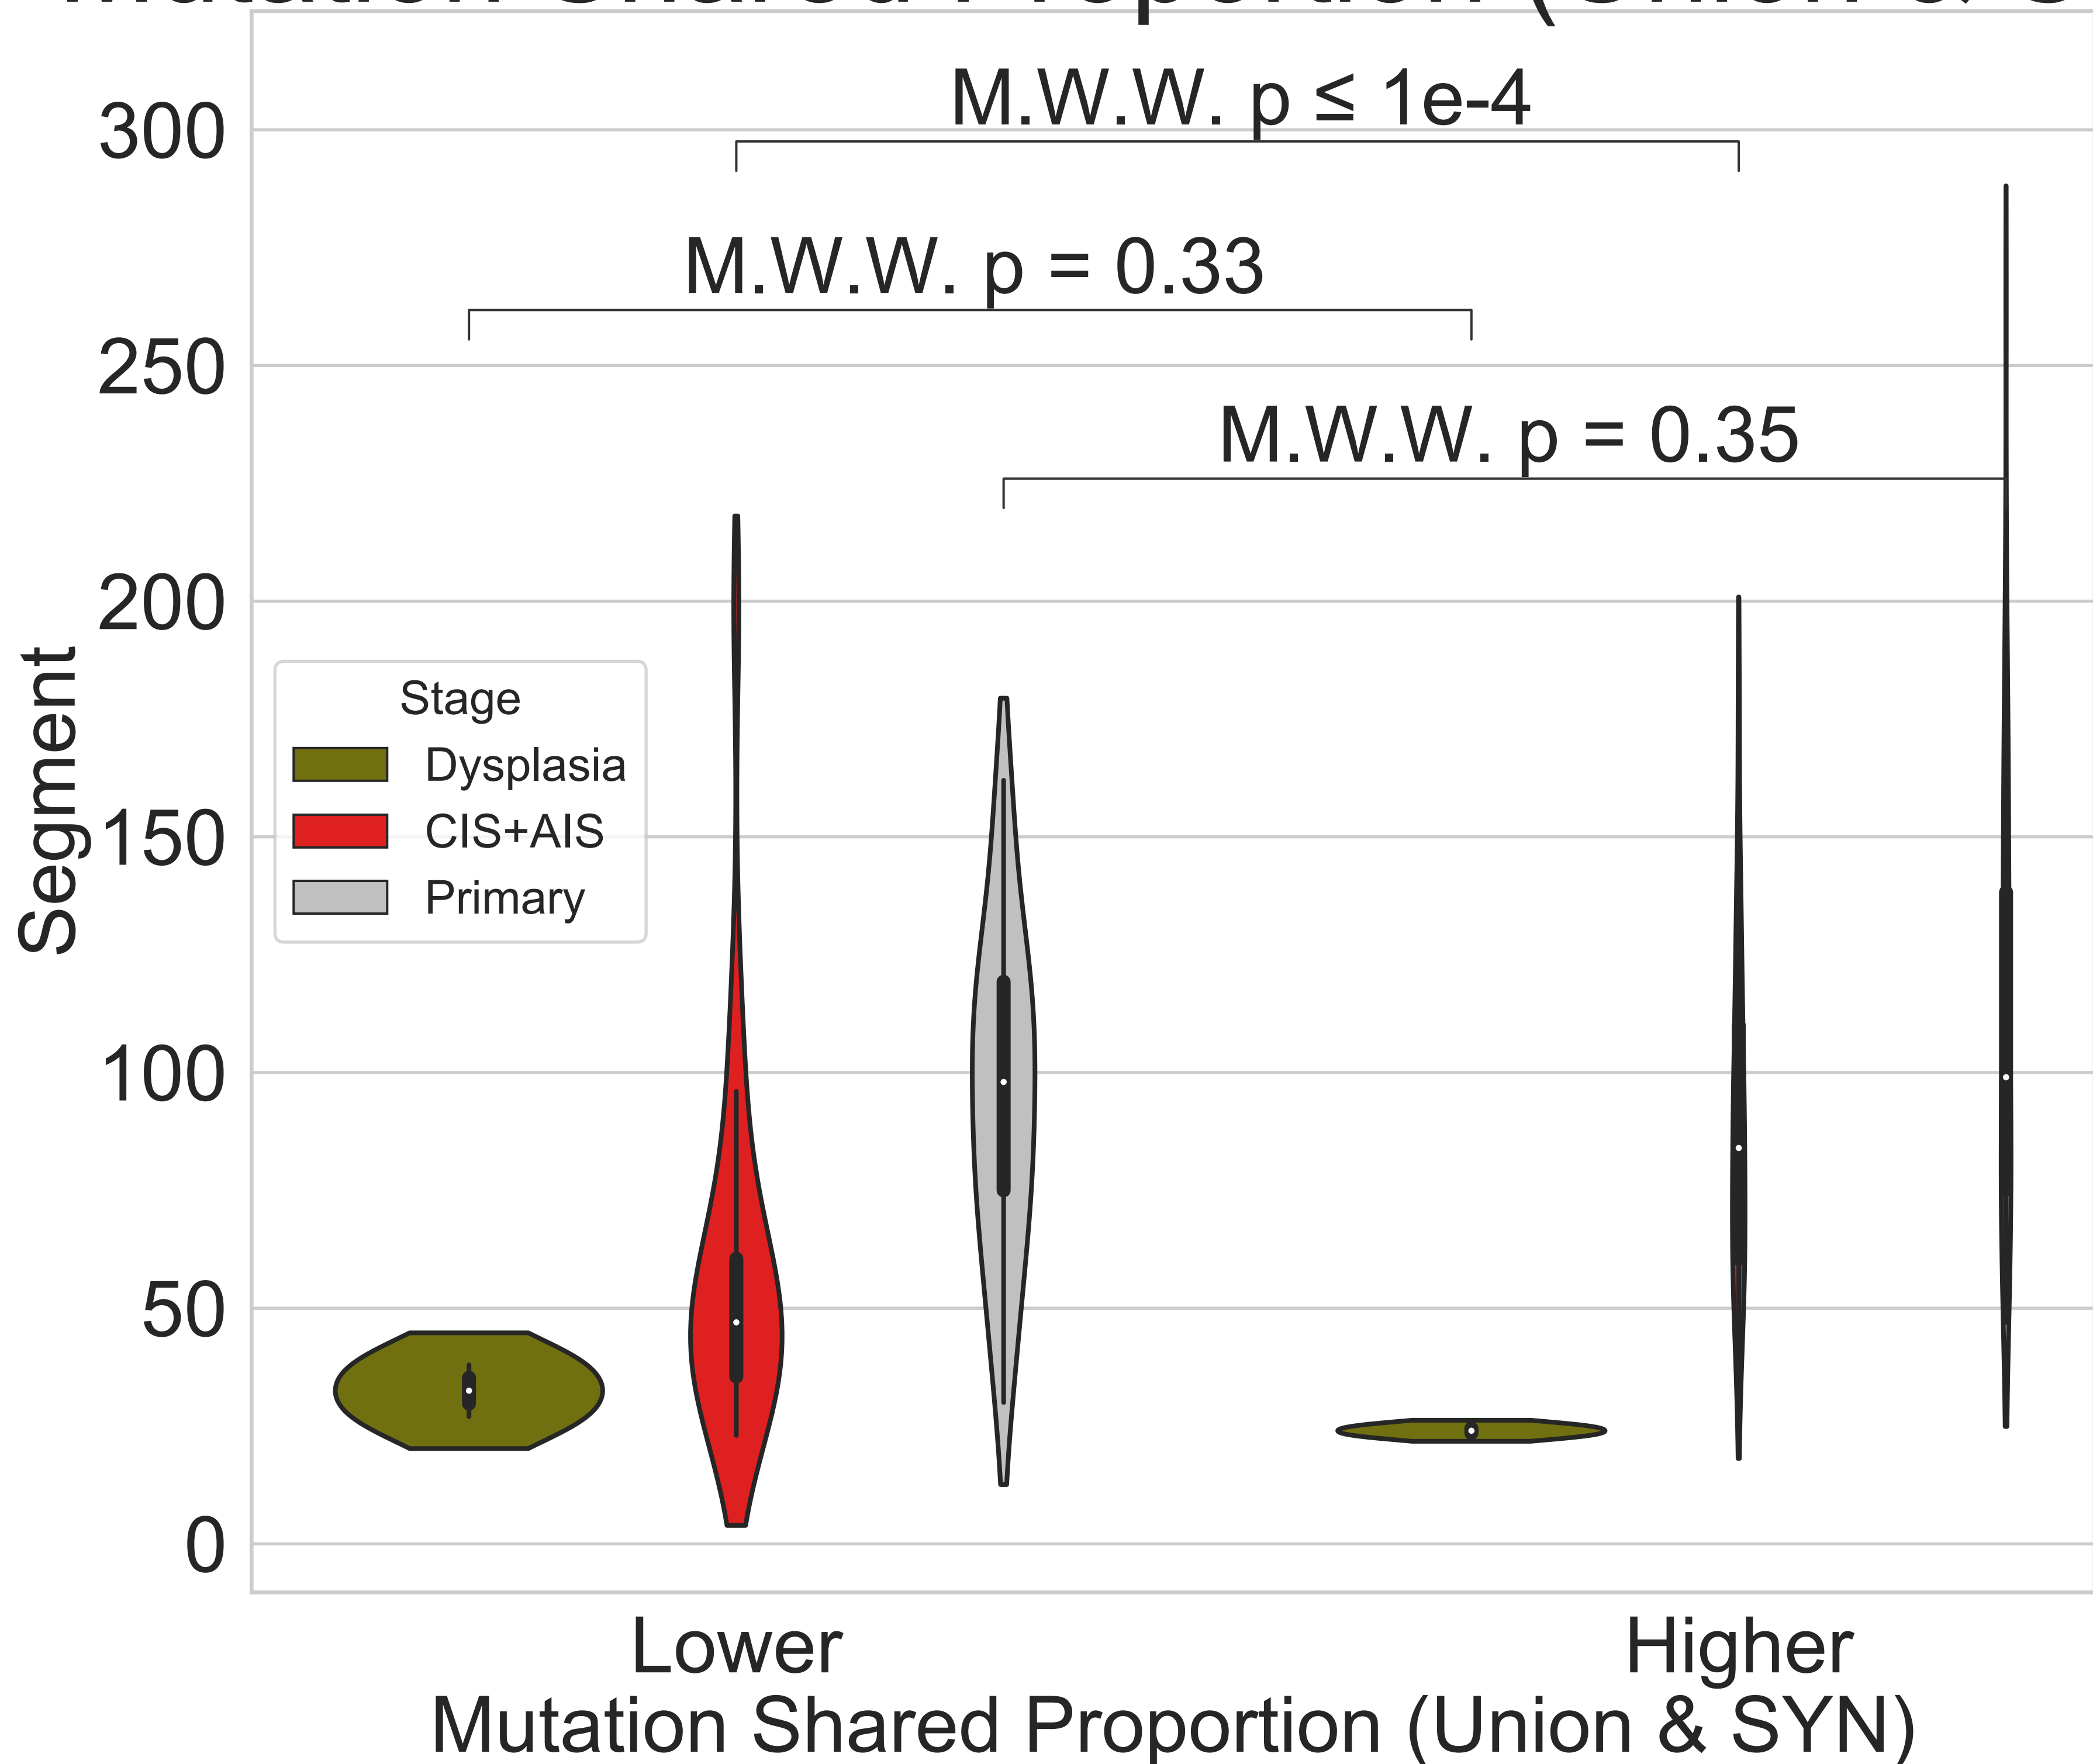 M.W.W. p ≤ 1e-4
M.W.W. p = 0.33
M.W.W. p = 0.35
300
250
200
150
100
50
0
Segment
Stage
Dysplasia
CIS+AIS
Primary
Lower
Higher
Mutation Shared Proportion (Union & SYN)